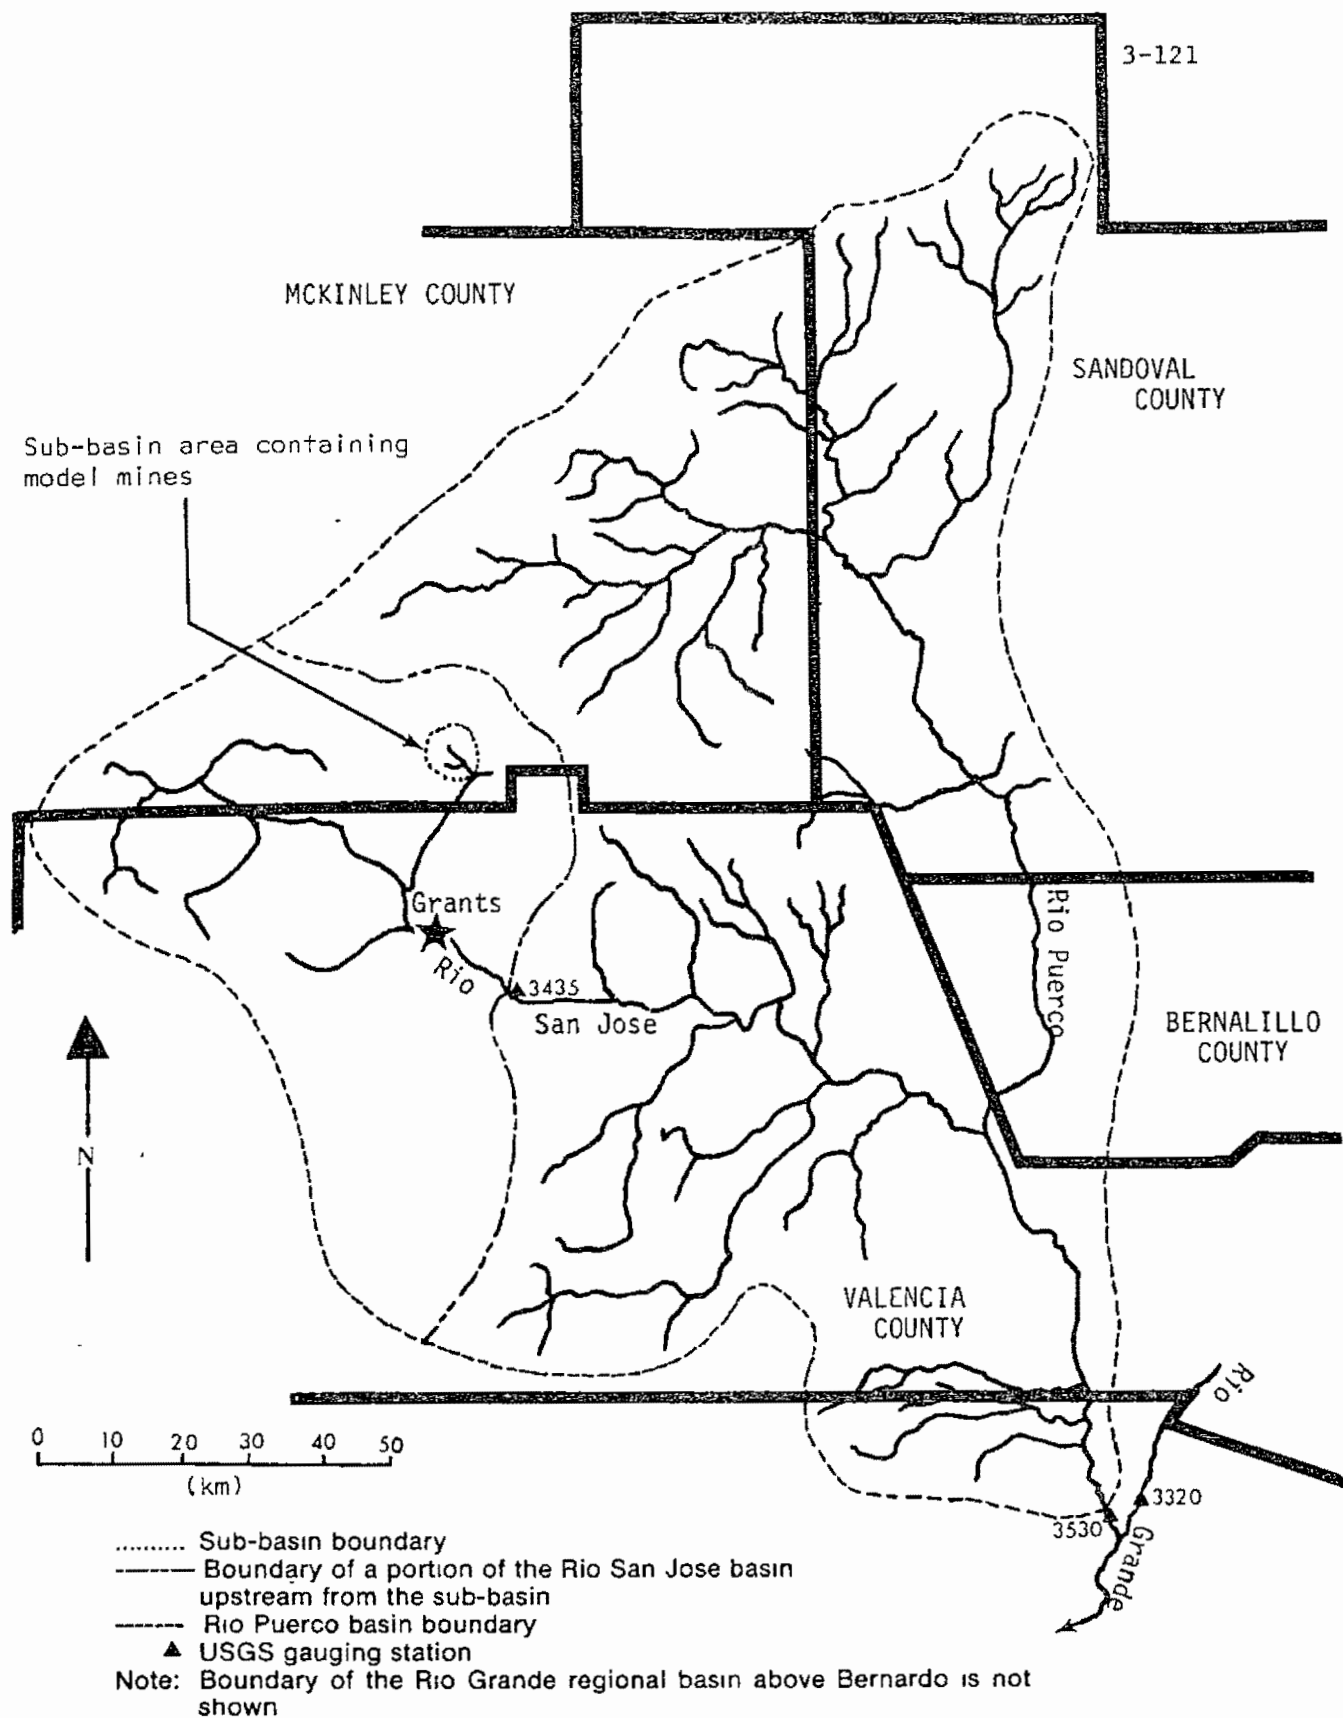 3-121
MCKINLEY COUNTY
SANDOVAL
COUNTY
Sub-basin area containing
model mines
Grants
Rio
3435
San Jose
Rio Puerco
BERNALILLO
COUNTY
N
VALENCIA
COUNTY
Rio
0 10 20 30 40 50
(km)
3320
3530
Grande
Sub-basin boundary
Boundary of a portion of the Rio San Jose basin
upstream from the sub-basin
Rio Puerco basin boundary
USGS gauging station
Note: Boundary of the Rio Grande regional basin above Bernardo is not
shown